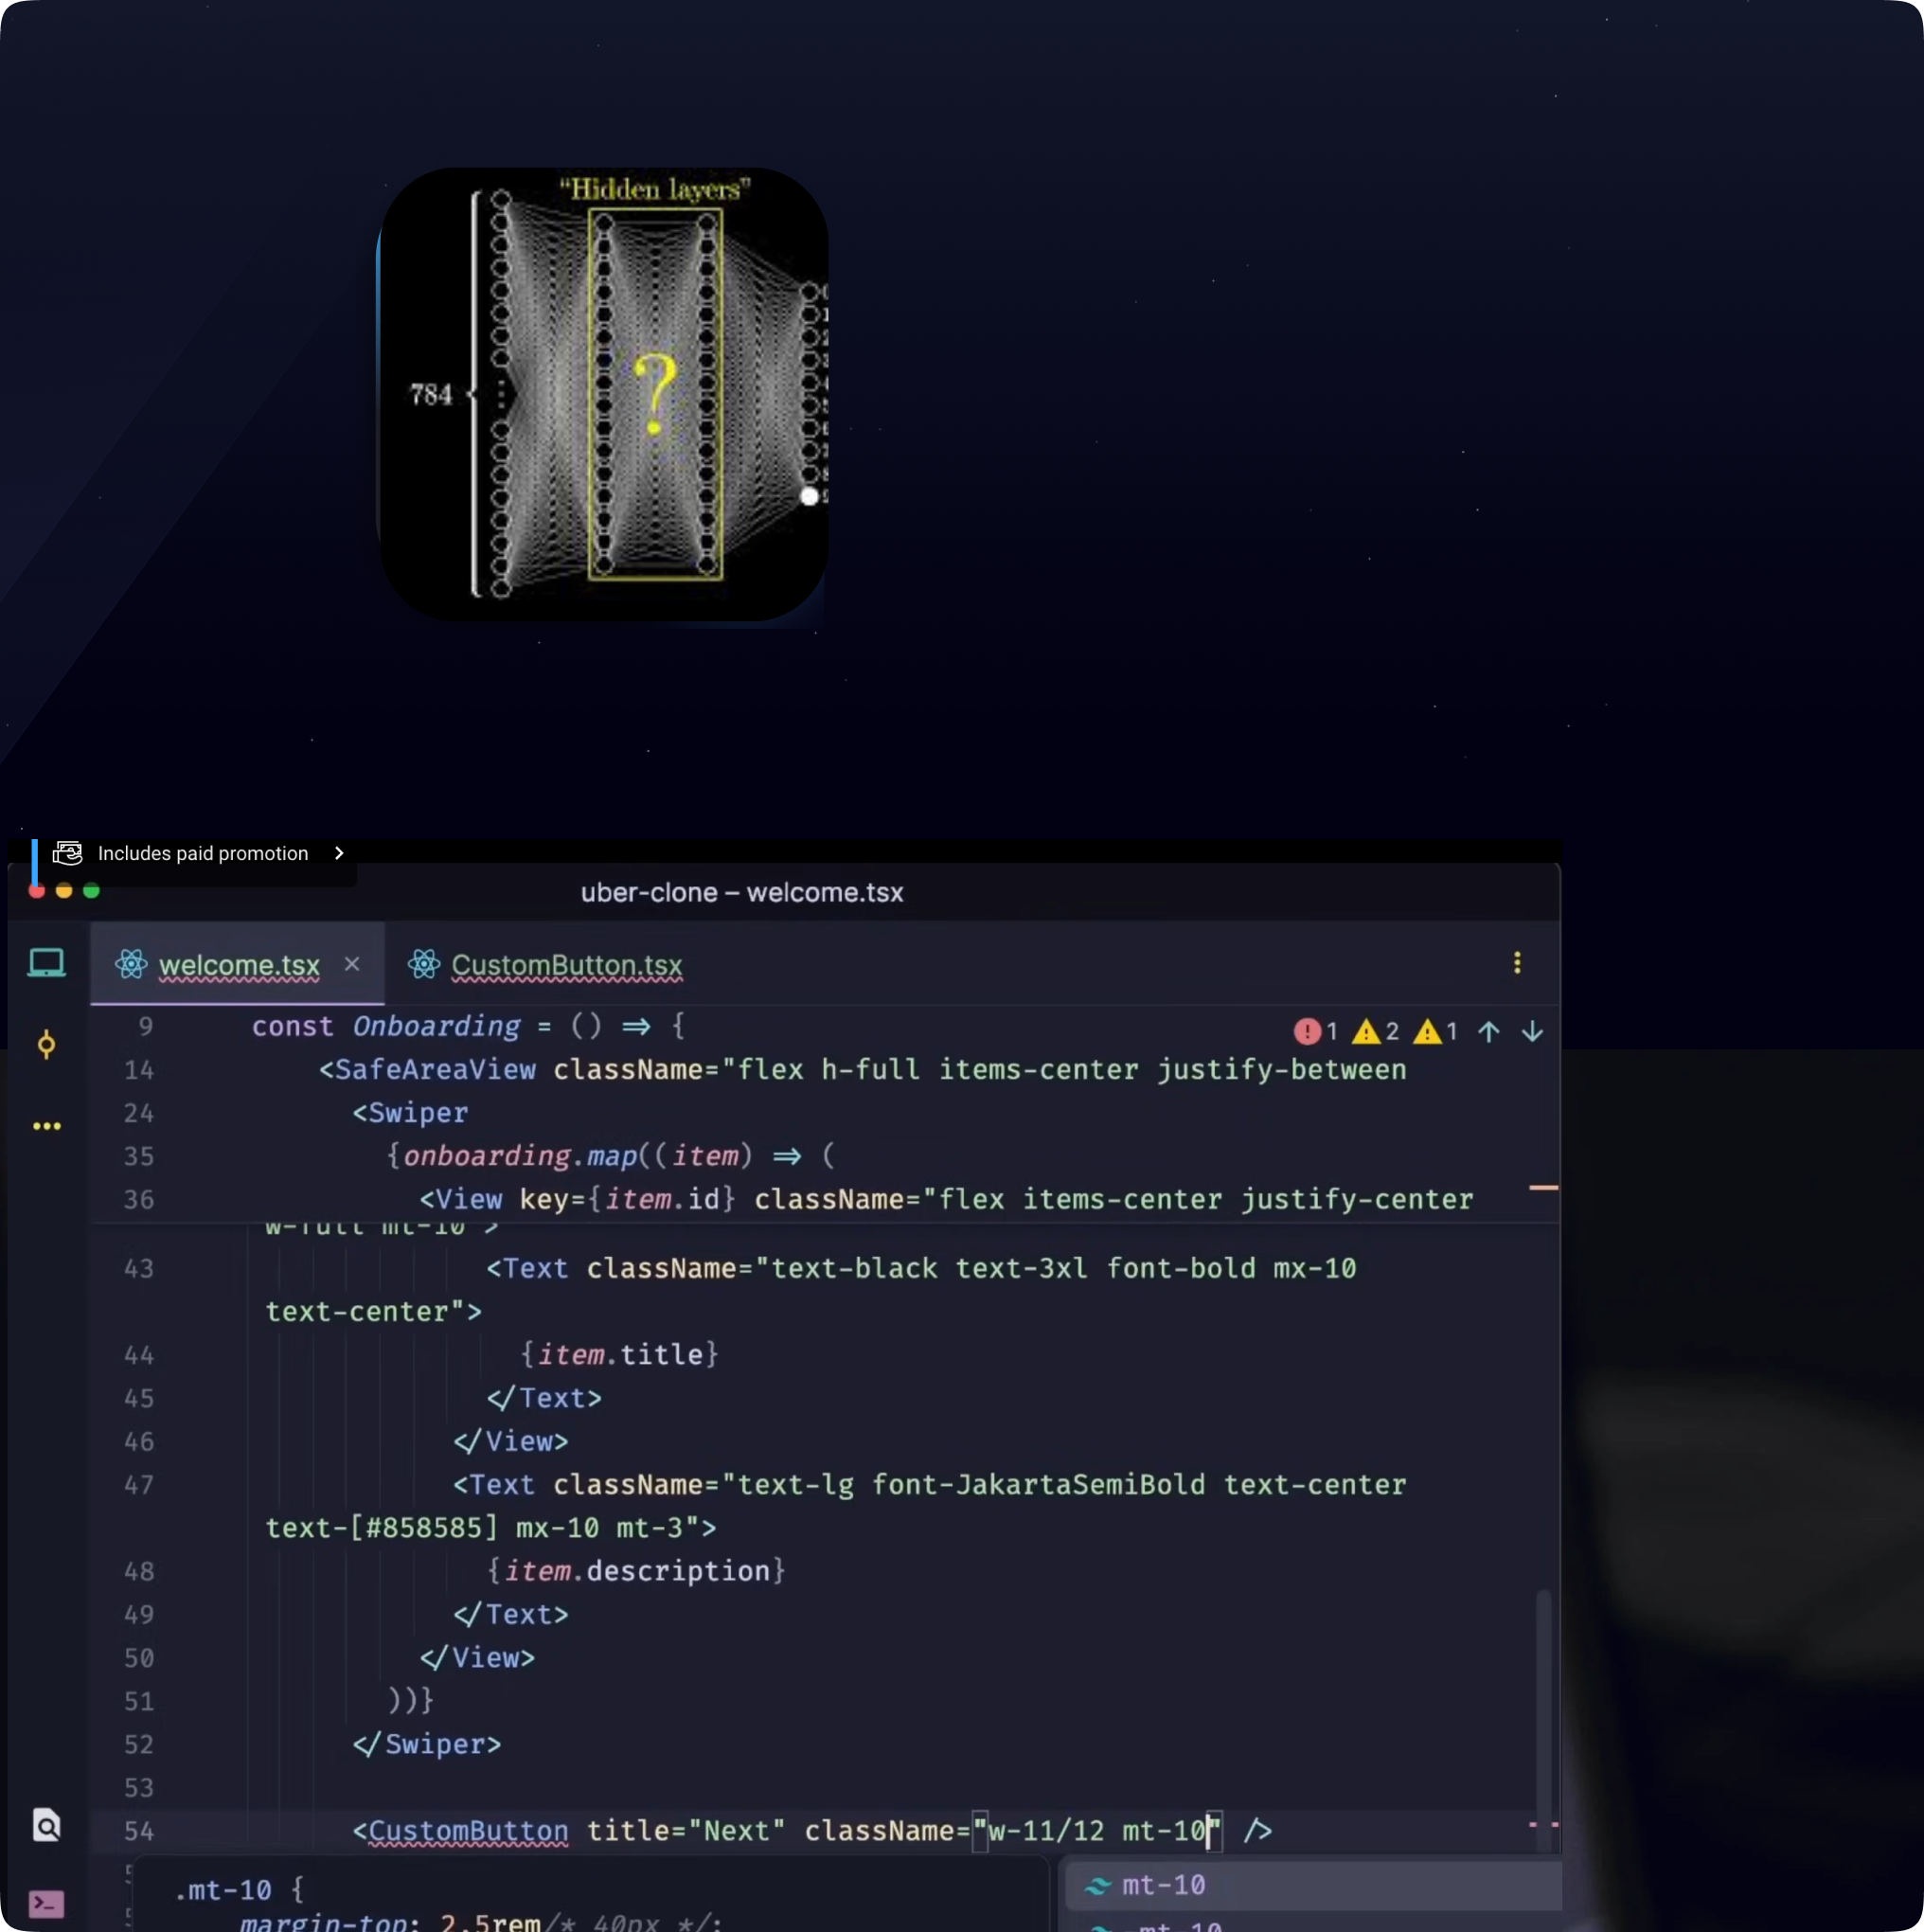 “Hidden layers”
784
?
Includes paid promotion
uber-clone – welcome.tsx
welcome.tsx
CustomButton.tsx
9 const Onboarding = () ⇒ {
1 2 1
14 <SafeAreaView className="flex h-full items-center justify-between
24 <Swiper
35 {onboarding.map((item) ⇒ (
36 <View key={item.id} className="flex items-center justify-center
w-full mt-10">
43 <Text className="text-black text-3xl font-bold mx-10
text-center">
44 {item.title}
45 </Text>
46 </View>
47 <Text className="text-lg font-JakartaSemiBold text-center
text-[#858585] mx-10 mt-3">
48 {item.description}
49 </Text>
50 </View>
51 ))}
52 </Swiper>
53
54 <CustomButton title="Next" className="w-11/12 mt-10" />
.mt-10 {
margin-top: 2.5rem/* 40px */;
mt-10
-mt-10